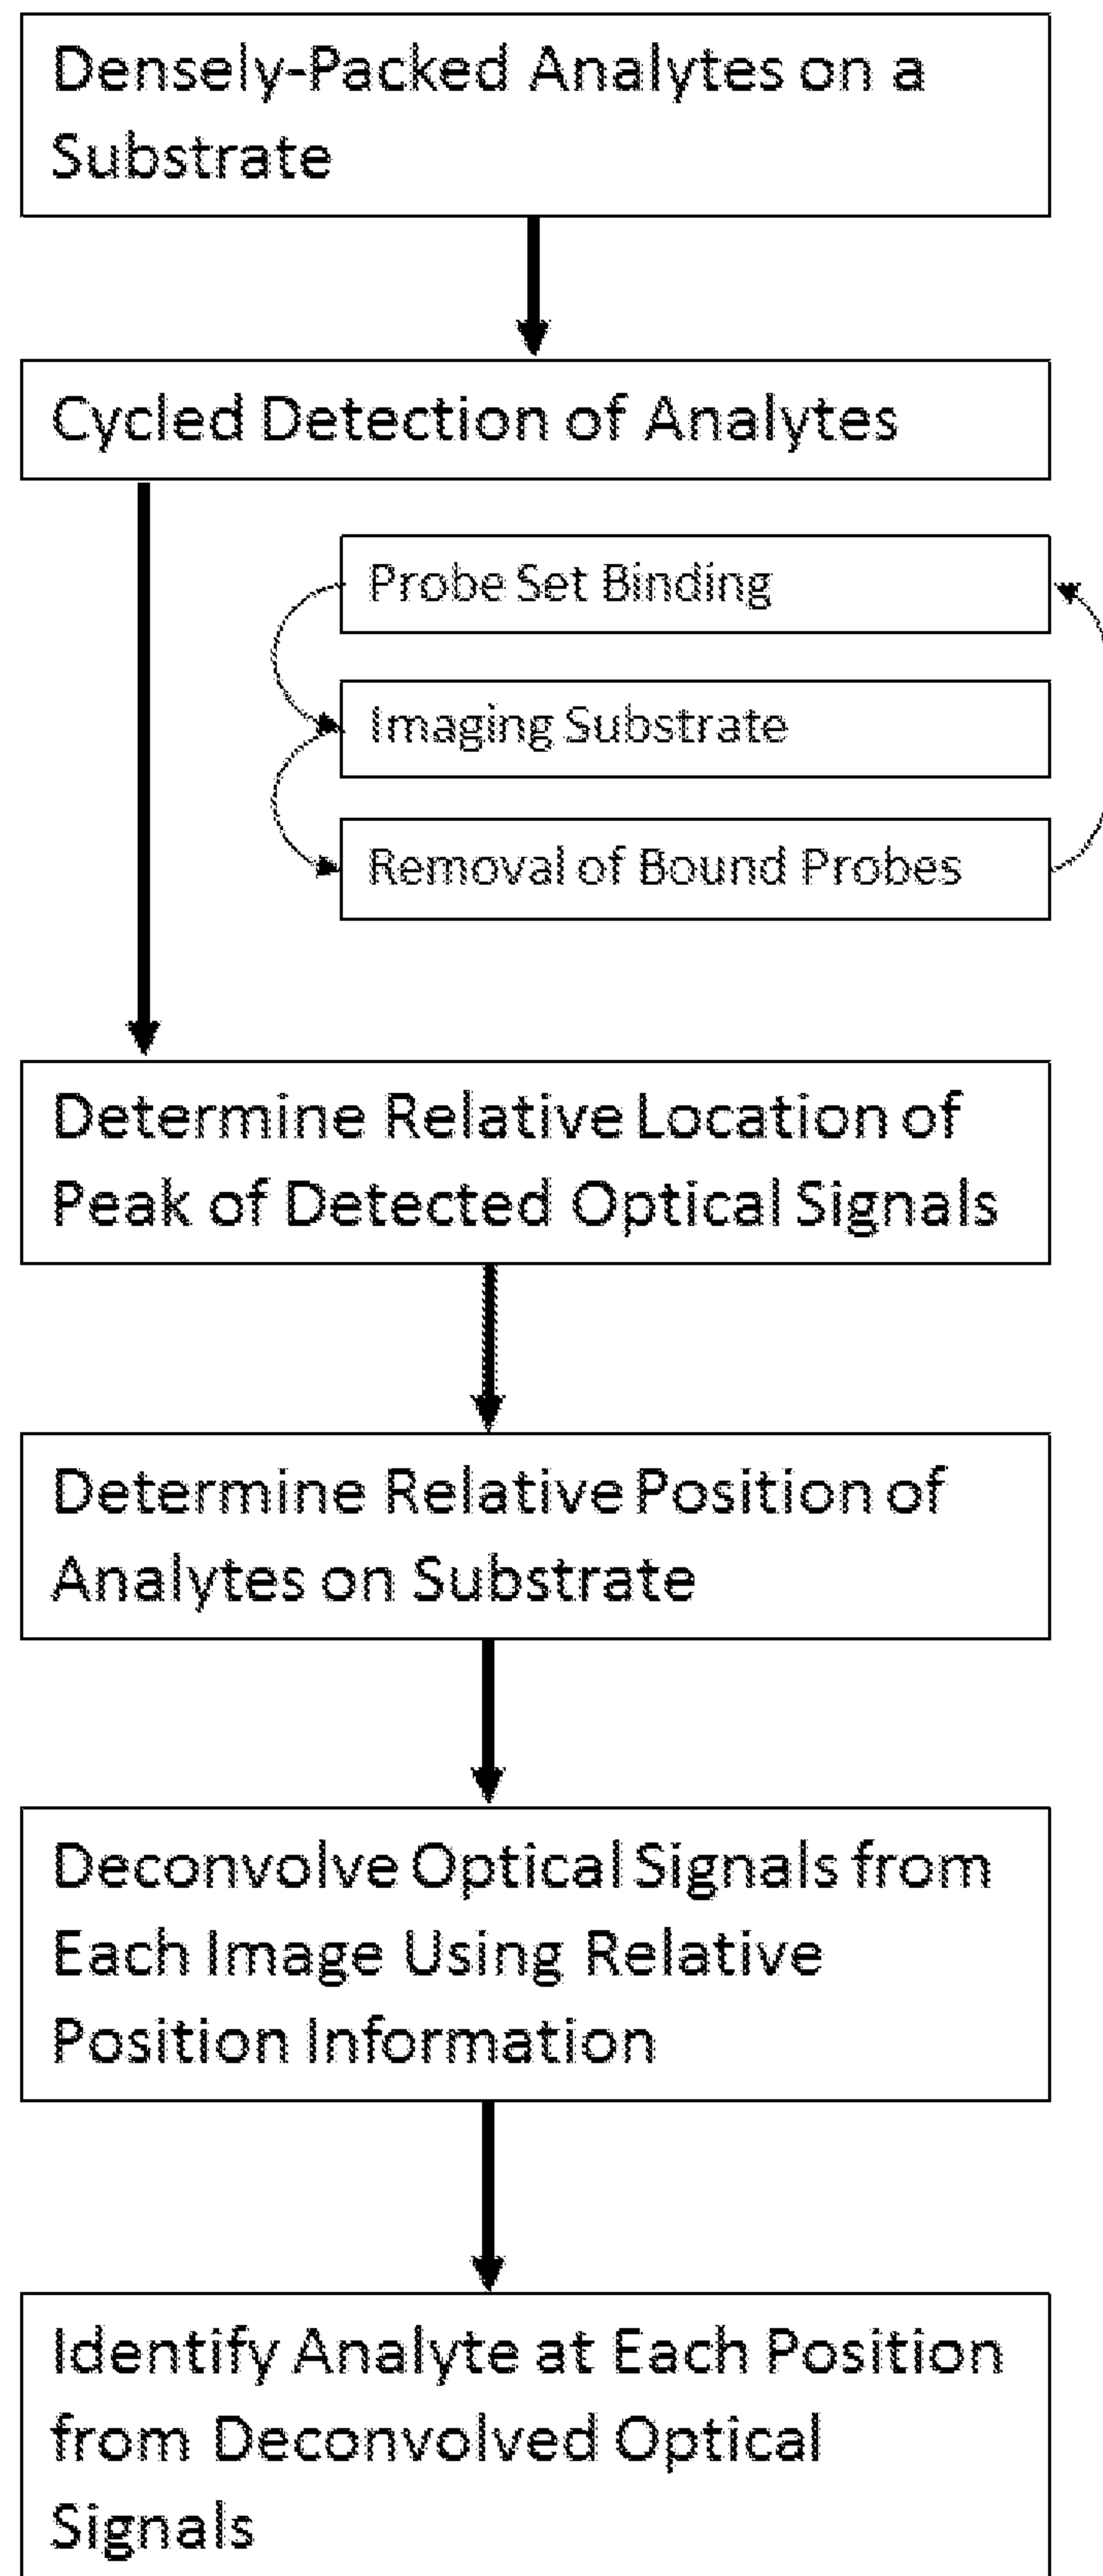 Densely-Packed Analytes on a
Substrate
Cycled Detection of Analytes
Probe Set Binding
Imaging Substrate
Removal of Bound Probes
Determine Relative Location of
Peak of Detected Optical Signals
Determine Relative Position of
Analytes on Substrate
Deconvolve Optical Signals from
Each Image Using Relative
Position Information
Identify Analyte at Each Position
from Deconvolved Optical
Signals